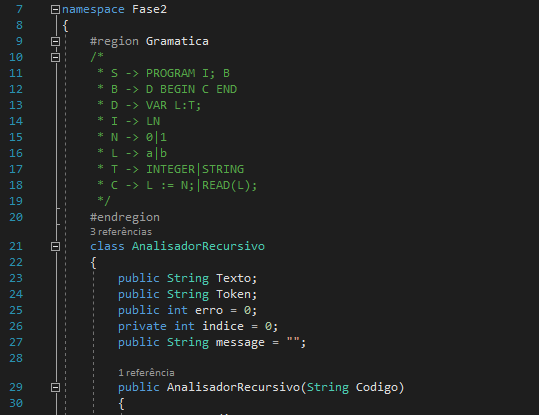 7 namespace Fase2
8 {
9 #region Gramatica
10 /*
11 * S -> PROGRAM I; B
12 * B -> D BEGIN C END
13 * D -> VAR L:T;
14 * I -> LN
15 * N -> 0|1
16 * L -> a|b
17 * T -> INTEGER|STRING
18 * C -> L := N;|READ(L);
19 */
20 #endregion
3 referências
21 class AnalisadorRecursivo
22 {
23 public String Texto;
24 public String Token;
25 public int erro = 0;
26 private int indice = 0;
27 public String message = "";
28
1 referência
29 public AnalisadorRecursivo(String Codigo)
30 {